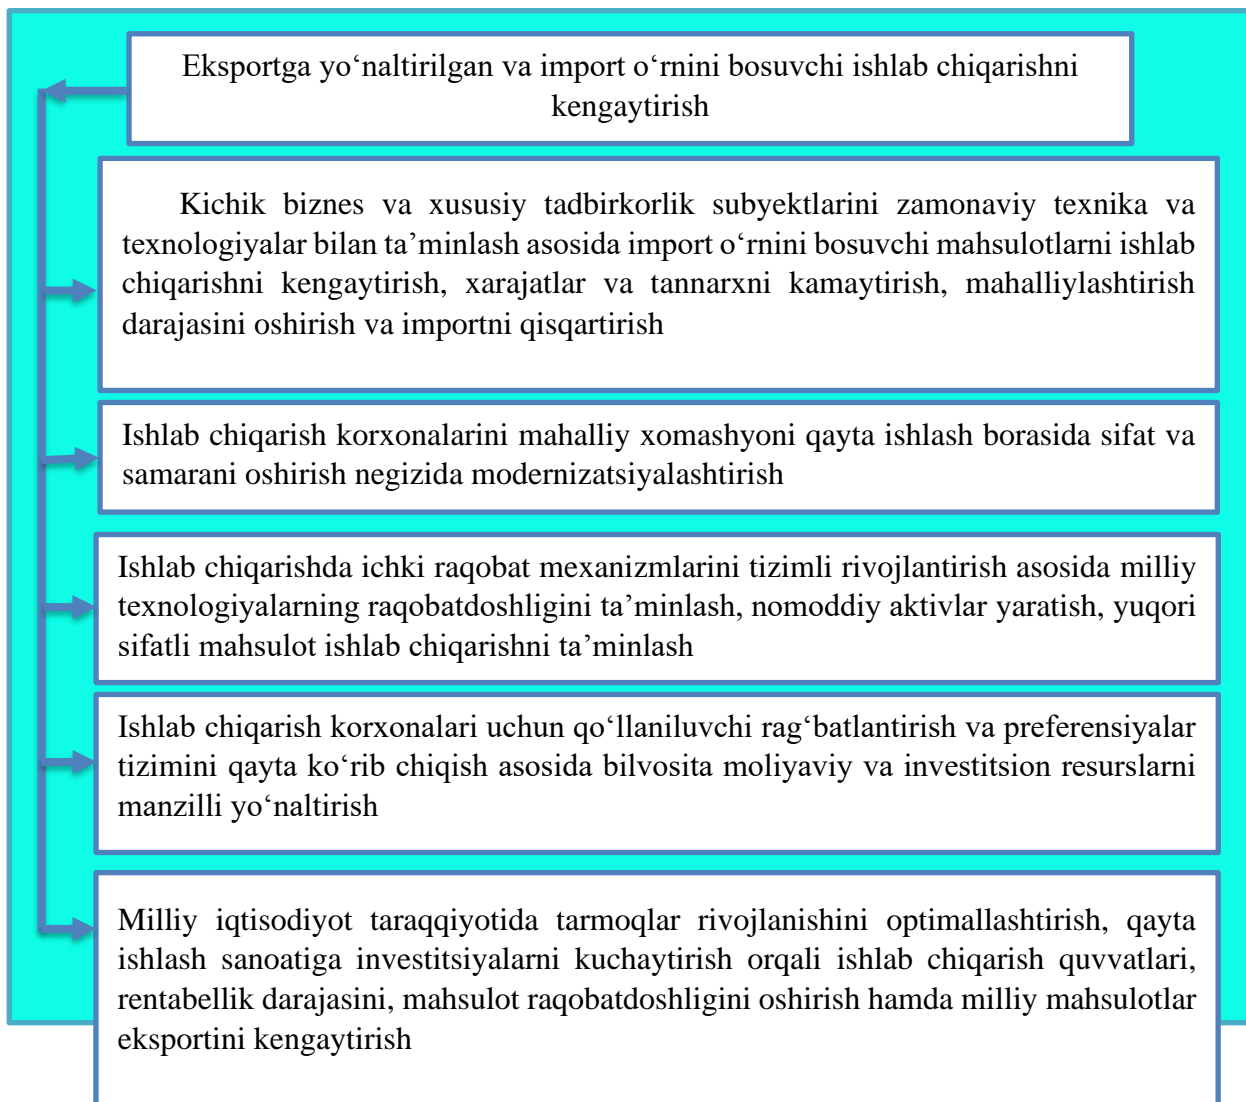 Eksportga yo‘naltirilgan va import o‘rnini bosuvchi ishlab chiqarishni
kengaytirish
Kichik biznes va xususiy tadbirkorlik subyektlarini zamonaviy texnika va
texnologiyalar bilan ta’minlash asosida import o‘rnini bosuvchi mahsulotlarni ishlab
chiqarishni kengaytirish, xarajatlar va tannarxni kamaytirish, mahalliylashtirish
darajasini oshirish va importni qisqartirish
Ishlab chiqarish korxonalarini mahalliy xomashyoni qayta ishlash borasida sifat va
samarani oshirish negizida modernizatsiyalashtirish
Ishlab chiqarishda ichki raqobat mexanizmlarini tizimli rivojlantirish asosida milliy
texnologiyalarning raqobatdoshligini ta’minlash, nomoddiy aktivlar yaratish, yuqori
sifatli mahsulot ishlab chiqarishni ta’minlash
Ishlab chiqarish korxonalari uchun qo‘llaniluvchi rag‘batlantirish va preferensiyalar
tizimini qayta ko‘rib chiqish asosida bilvosita moliyaviy va investitsion resurslarni
manzilli yo‘naltirish
Milliy iqtisodiyot taraqqiyotida tarmoqlar rivojlanishini optimallashtirish, qayta
ishlash sanoatiga investitsiyalarni kuchaytirish orqali ishlab chiqarish quvvatlari,
rentabellik darajasini, mahsulot raqobatdoshligini oshirish hamda milliy mahsulotlar
eksportini kengaytirish